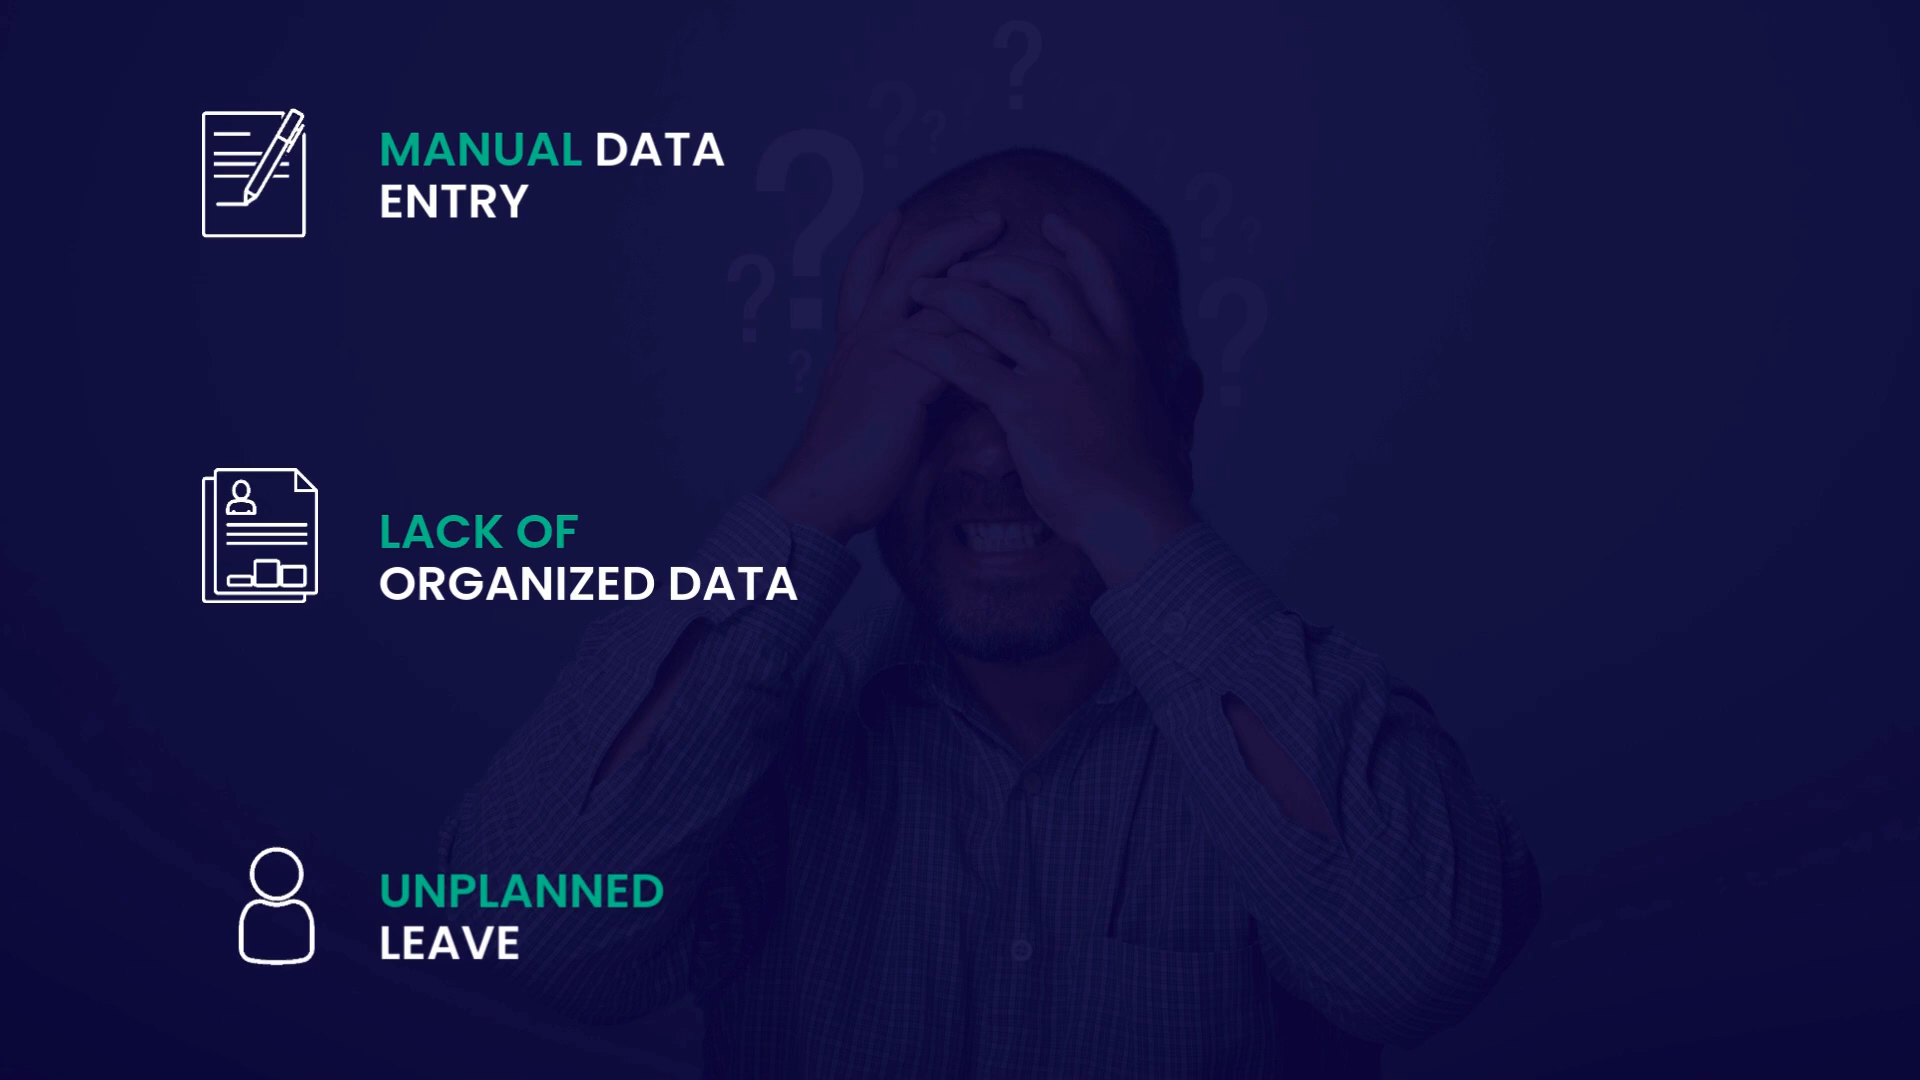 MANUAL DATA
ENTRY
LACK OF
ORGANIZED DATA
UNPLANNED
LEAVE